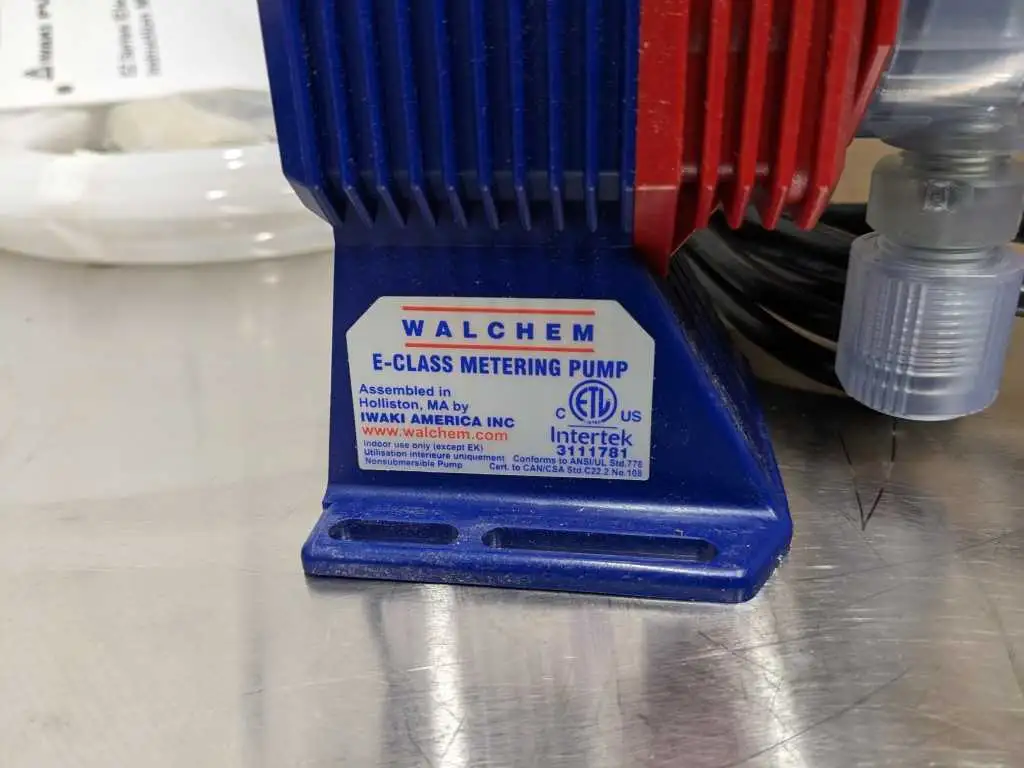 IWAKI
WALCHEM
E-CLASS METERING PUMP
Assembled in
Holliston, MA by
IWAKI AMERICA INC
www.walchem.com
Indoor use only (except EK)
Utilisation interieure uniquement
Nonsubmersible Pump
C ETL US
Intertek
3111781
Conforms to ANSI/UL Std.778
Cert. to CAN/CSA Std.C22.2.No.108